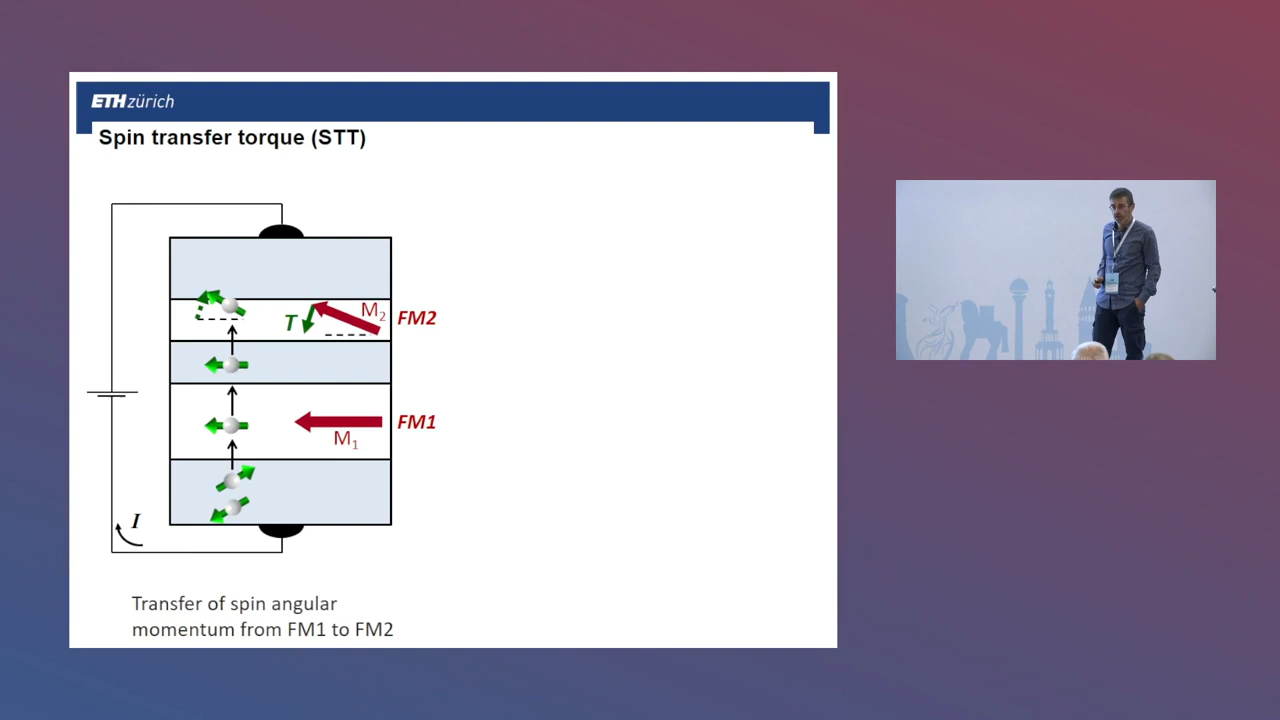 ETH zürich
Spin transfer torque (STT)
T
M2
FM2
FM1
M1
I
Transfer of spin angular
momentum from FM1 to FM2